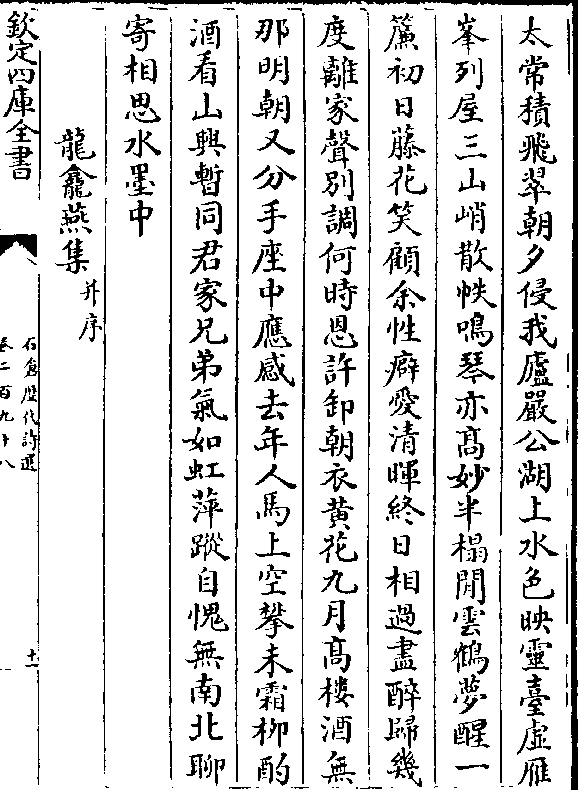 太常積飛翠朝夕侵我廬嚴公湖上水色映靈臺虛雁
峯列屋三山峭散帙鳴琴亦高妙半榻閒雲鶴夢醒一
簾初日藤花笑顧余性癖愛清暉終日相過盡醉歸幾
度離家聲別調何時恩許卸朝衣黄花九月高樓酒無
那明朝又分手座中應感去年人馬上空攀未霜柳酌
酒看山興暫同君家兄弟氣如虹萍蹤自愧無南北聊
寄相思水墨中
龍龕燕集并序
欽定四庫全書
石倉歴代詩選
卷二百九十八
十一